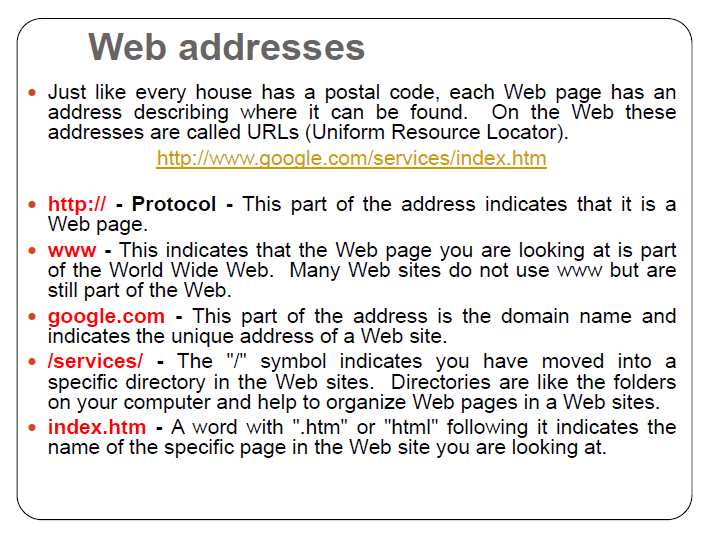 Web addresses
• Just like every house has a postal code, each Web page has an
address describing where it can be found. On the Web these
addresses are called URLs (Uniform Resource Locator).
http://www.google.com/services/index.htm
• http:// - Protocol - This part of the address indicates that it is a
Web page.
• www - This indicates that the Web page you are looking at is part
of the World Wide Web. Many Web sites do not use www but are
still part of the Web.
• google.com - This part of the address is the domain name and
indicates the unique address of a Web site.
• /services/ - The "/" symbol indicates you have moved into a
specific directory in the Web sites. Directories are like the folders
on your computer and help to organize Web pages in a Web sites.
• index.htm - A word with ".htm" or "html" following it indicates the
name of the specific page in the Web site you are looking at.